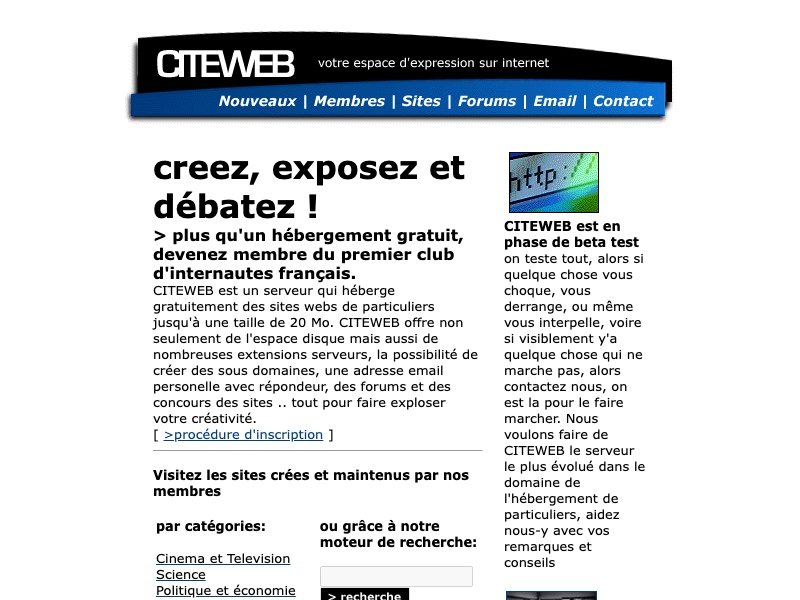 CITEWEB
votre espace d'expression sur internet
Nouveaux | Membres | Sites | Forums | Email | Contact
creez, exposez et
débatez !
> plus qu'un hébergement gratuit,
devenez membre du premier club
d'internautes français.
CITEWEB est un serveur qui héberge
gratuitement des sites webs de particuliers
jusqu'à une taille de 20 Mo. CITEWEB offre non
seulement de l'espace disque mais aussi de
nombreuses extensions serveurs, la possibilité de
créer des sous domaines, une adresse email
personelle avec répondeur, des forums et des
concours des sites .. tout pour faire exploser
votre créativité.
[ >procédure d'inscription ]
Visitez les sites crées et maintenus par nos
membres
par catégories:
Cinema et Television
Science
Politique et économie
ou grâce à notre
moteur de recherche:
> recherche
http://
CITEWEB est en
phase de beta test
on teste tout, alors si
quelque chose vous
choque, vous
derrange, ou même
vous interpelle, voire
si visiblement y'a
quelque chose qui ne
marche pas, alors
contactez nous, on
est la pour le faire
marcher. Nous
voulons faire de
CITEWEB le serveur
le plus évolué dans le
domaine de
l'hébergement de
particuliers, aidez
nous-y avec vos
remarques et
conseils